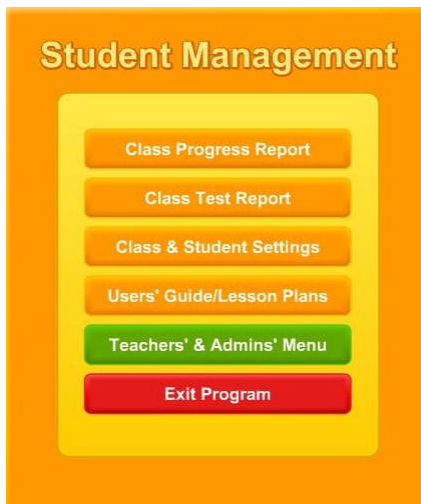 Student Management
Class Progress Report
Class Test Report
Class & Student Settings
Users' Guide/Lesson Plans
Teachers' & Admins' Menu
Exit Program